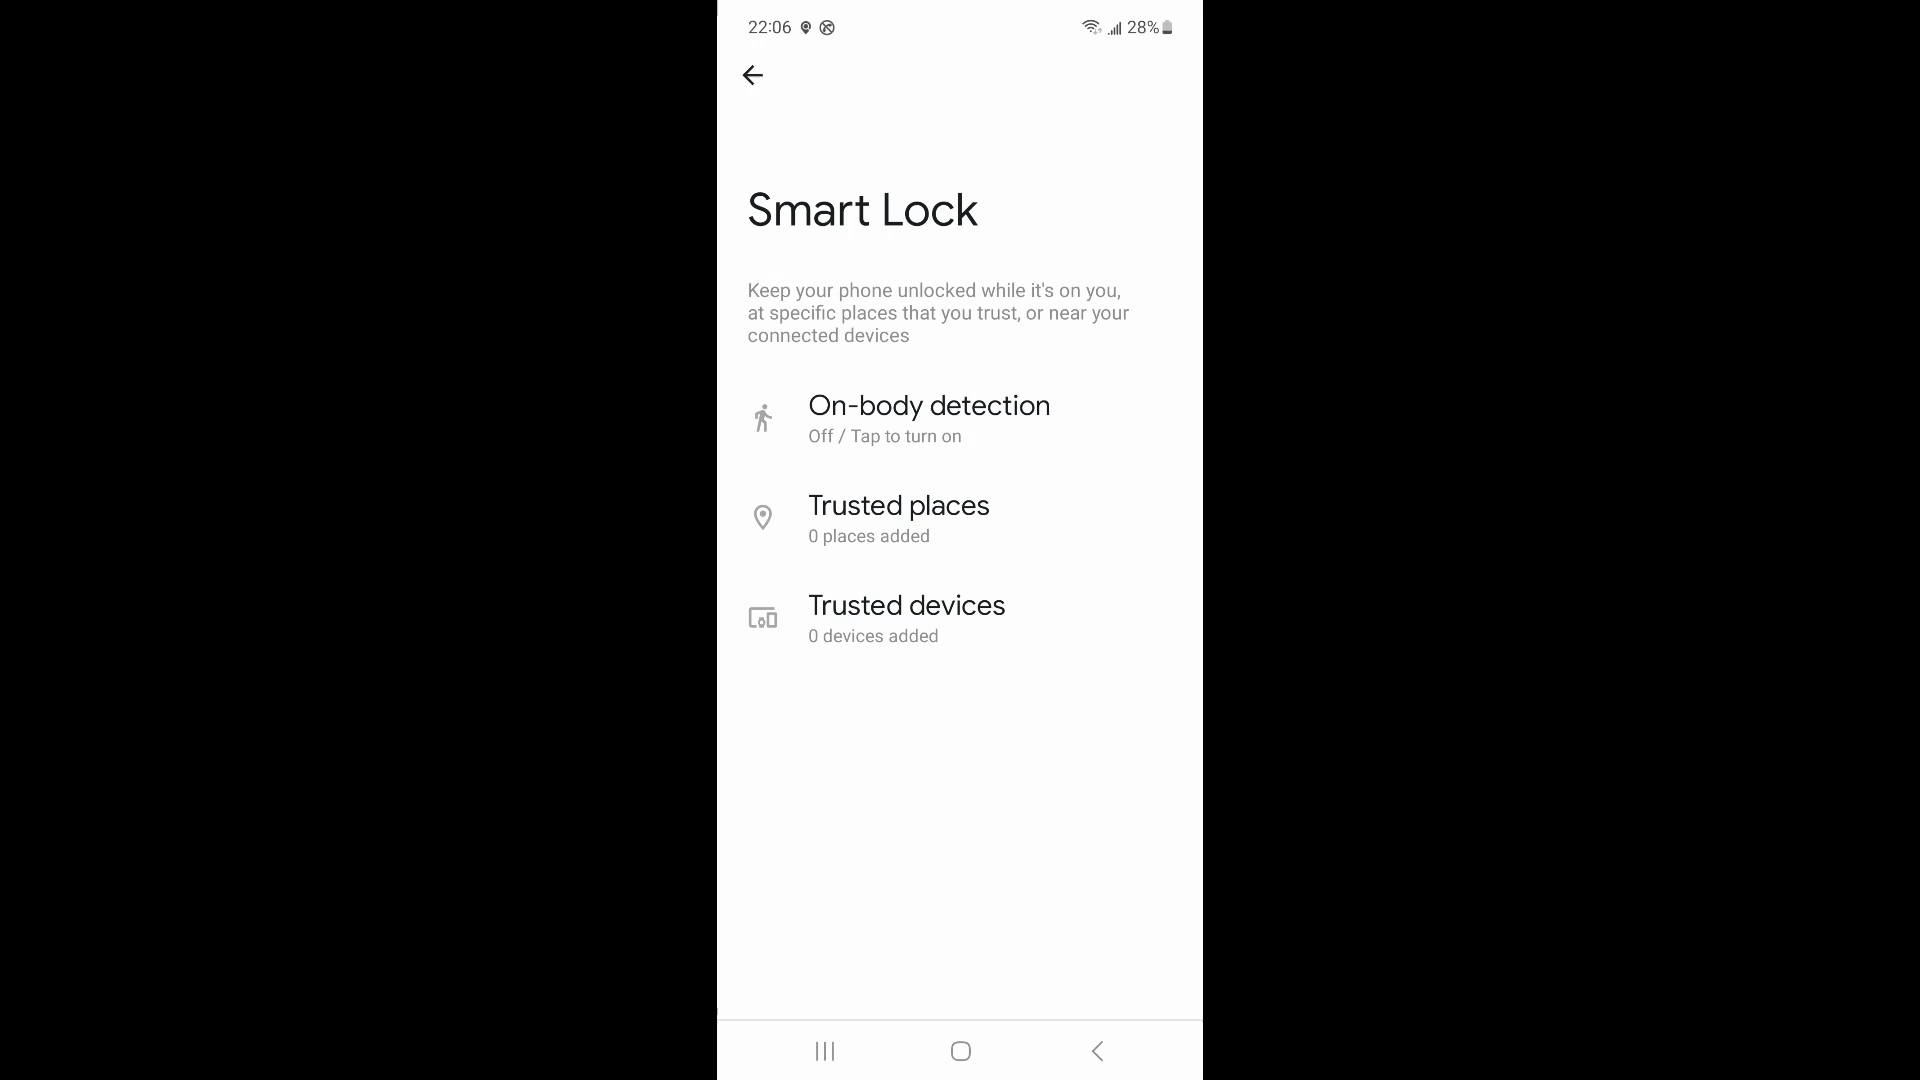 22:06
28%
Smart Lock
Keep your phone unlocked while it's on you,
at specific places that you trust, or near your
connected devices
On-body detection
Off / Tap to turn on
Trusted places
0 places added
Trusted devices
0 devices added